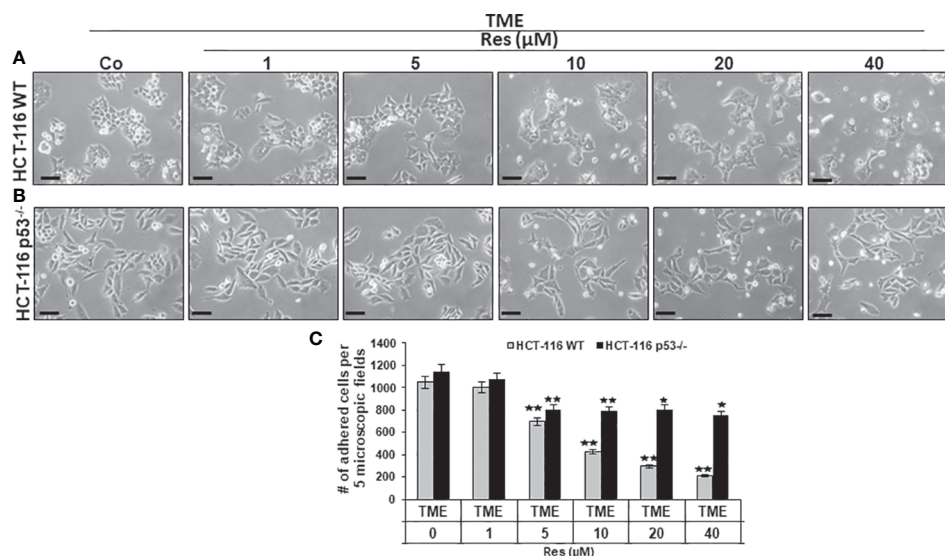 TME
Res (µM)
A
Co 1 5 10 20 40
HCT-116 WT
B
HCT-116 p53-/-
C
HCT-116 WT HCT-116 p53-/-
# of adhered cells per
5 microscopic fields
1400
1200
1000
800
600
400
200
0
★★ ★★ ★★ ★★ ★★ ★ ★★ ★
TME TME TME TME TME TME
0 1 5 10 20 40
Res (µM)